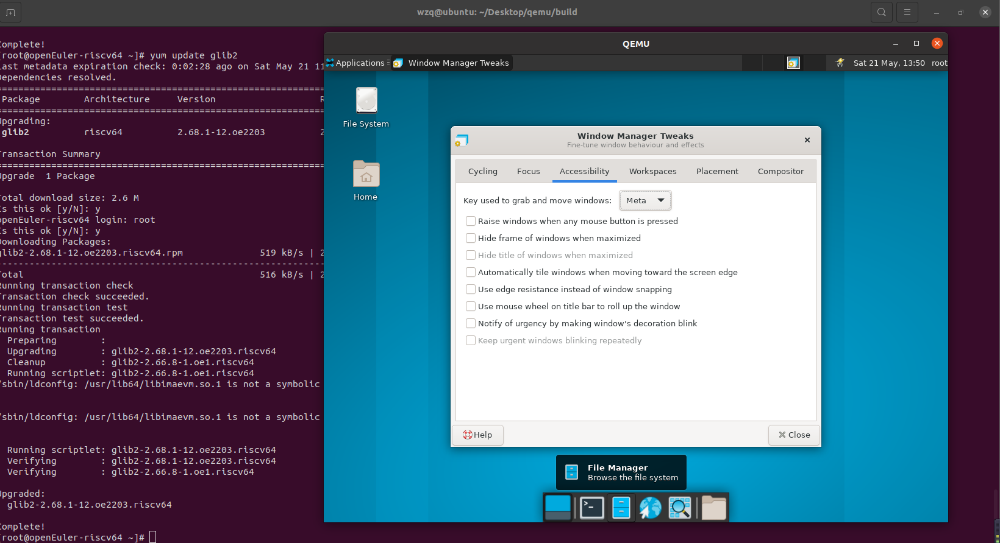 wzq@ubuntu: ~/Desktop/qemu/build
omplete!
[root@openEuler-riscv64 ~]# yum update glib2
ast metadata expiration check: 0:02:28 ago on Sat May 21 11
ependencies resolved.
Package Architecture Version R
pgrading:
glib2 riscv64 2.68.1-12.oe2203 2
ransaction Summary
pgrade 1 Package
otal download size: 2.6 M
s this ok [y/N]: y
openEuler-riscv64 login: root
s this ok [y/N]: y
ownloading Packages:
glib2-2.68.1-12.oe2203.riscv64.rpm 519 kB/s | 2
otal 516 kB/s | 2
unning transaction check
ransaction check succeeded.
unning transaction test
ransaction test succeeded.
unning transaction
Preparing :
Upgrading : glib2-2.68.1-12.oe2203.riscv64
Cleanup : glib2-2.66.8-1.oe1.riscv64
Running scriptlet: glib2-2.66.8-1.oe1.riscv64
/sbin/ldconfig: /usr/lib64/libimaevm.so.1 is not a symbolic
/sbin/ldconfig: /usr/lib64/libimaevm.so.1 is not a symbolic
Running scriptlet: glib2-2.68.1-12.oe2203.riscv64
Verifying : glib2-2.68.1-12.oe2203.riscv64
Verifying : glib2-2.66.8-1.oe1.riscv64
pgraded:
glib2-2.68.1-12.oe2203.riscv64
omplete!
[root@openEuler-riscv64 ~]#
QEMU
Applications Window Manager Tweaks Sat 21 May, 13:50 root
File System
Home
Window Manager Tweaks
Fine-tune window behaviour and effects
Cycling Focus Accessibility Workspaces Placement Compositor
Key used to grab and move windows: Meta
Raise windows when any mouse button is pressed
Hide frame of windows when maximized
Hide title of windows when maximized
Automatically tile windows when moving toward the screen edge
Use edge resistance instead of window snapping
Use mouse wheel on title bar to roll up the window
Notify of urgency by making window's decoration blink
Keep urgent windows blinking repeatedly
Help Close
File Manager
Browse the file system